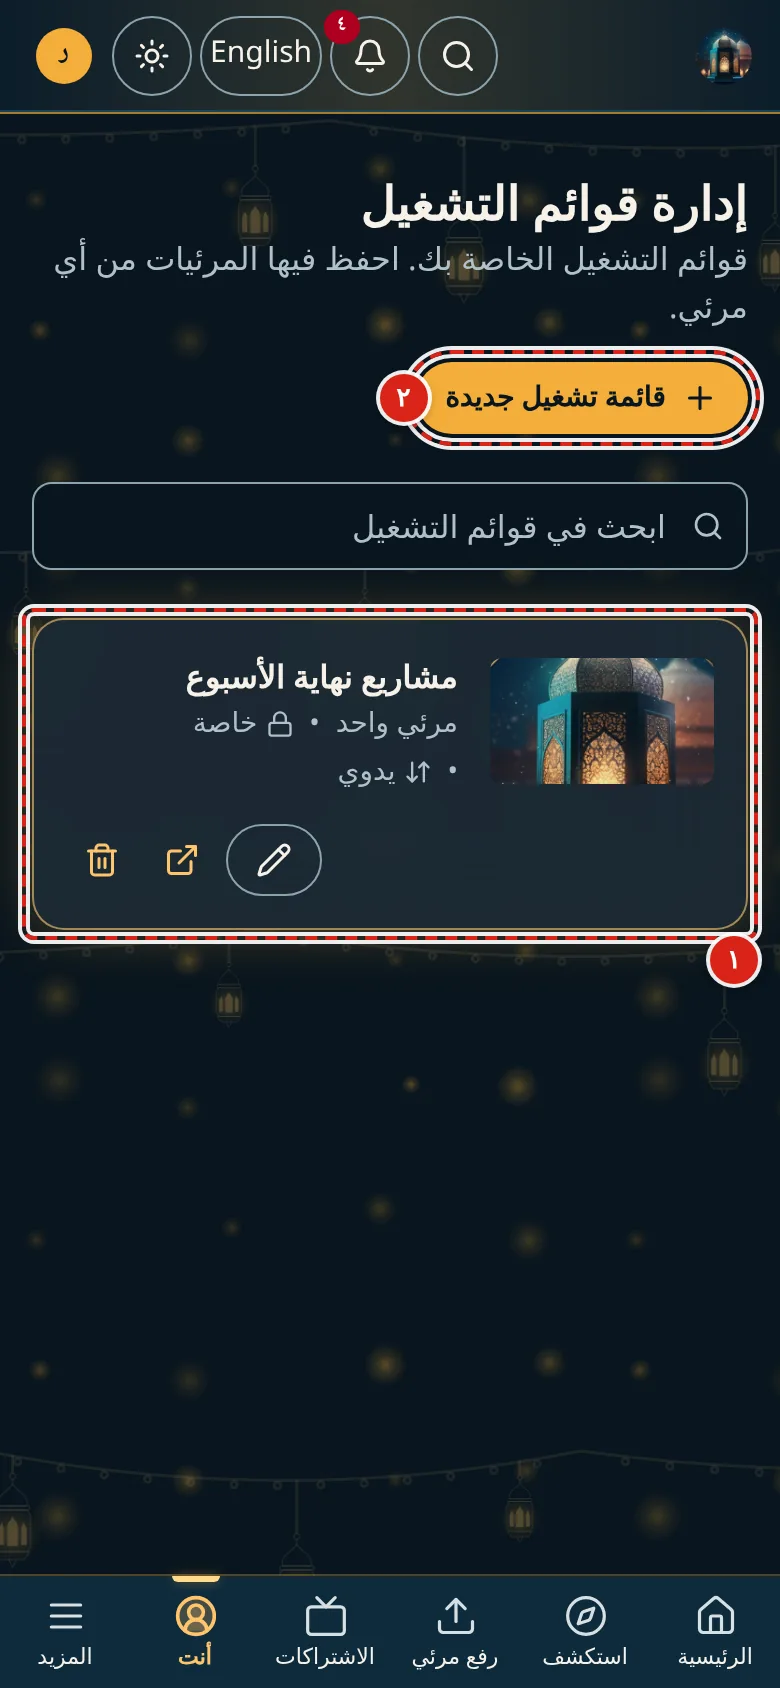 ر
English
٤
إدارة قوائم التشغيل
قوائم التشغيل الخاصة بك. احفظ فيها المرئيات من أي
مرئي.
قائمة تشغيل جديدة
٢
ابحث في قوائم التشغيل
مشاريع نهاية الأسبوع
مرئي واحد • خاصة
• يدوي
١
الرئيسية
استكشف
رفع مرئي
الاشتراكات
أنت
المزيد